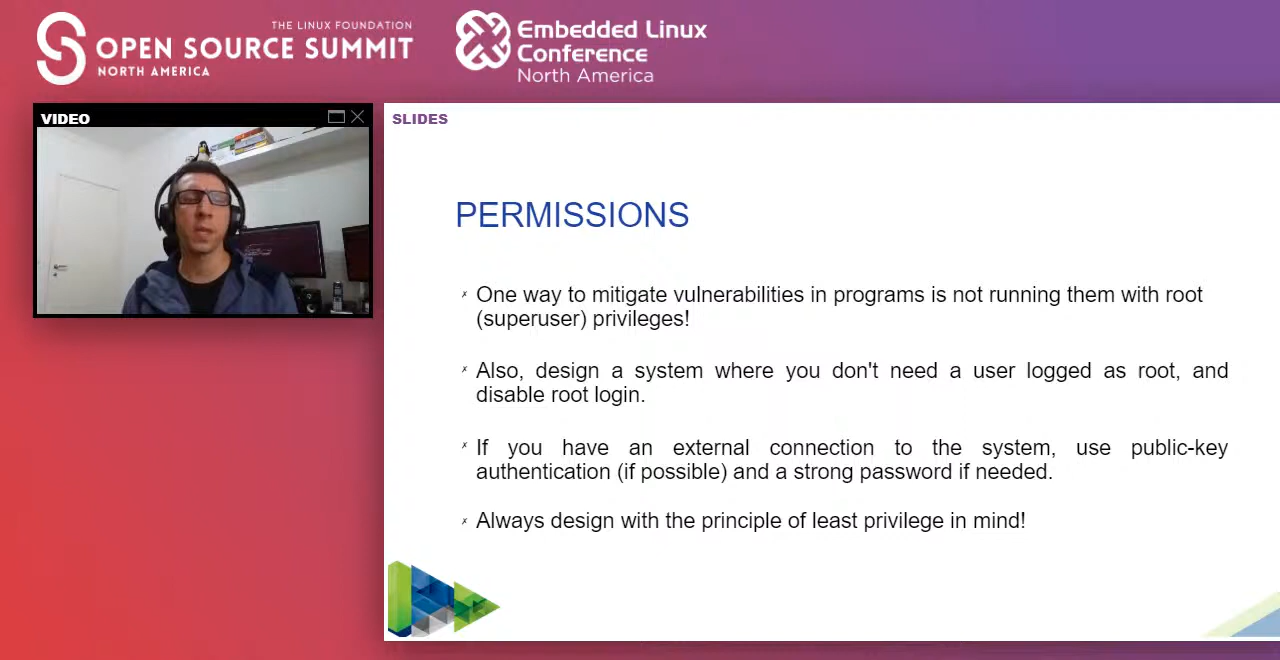 THE LINUX FOUNDATION
OPEN SOURCE SUMMIT
NORTH AMERICA
Embedded Linux
Conference
North America
VIDEO
SLIDES
PERMISSIONS
One way to mitigate vulnerabilities in programs is not running them with root
(superuser) privileges!
Also, design a system where you don't need a user logged as root, and
disable root login.
If you have an external connection to the system, use public-key
authentication (if possible) and a strong password if needed.
Always design with the principle of least privilege in mind!